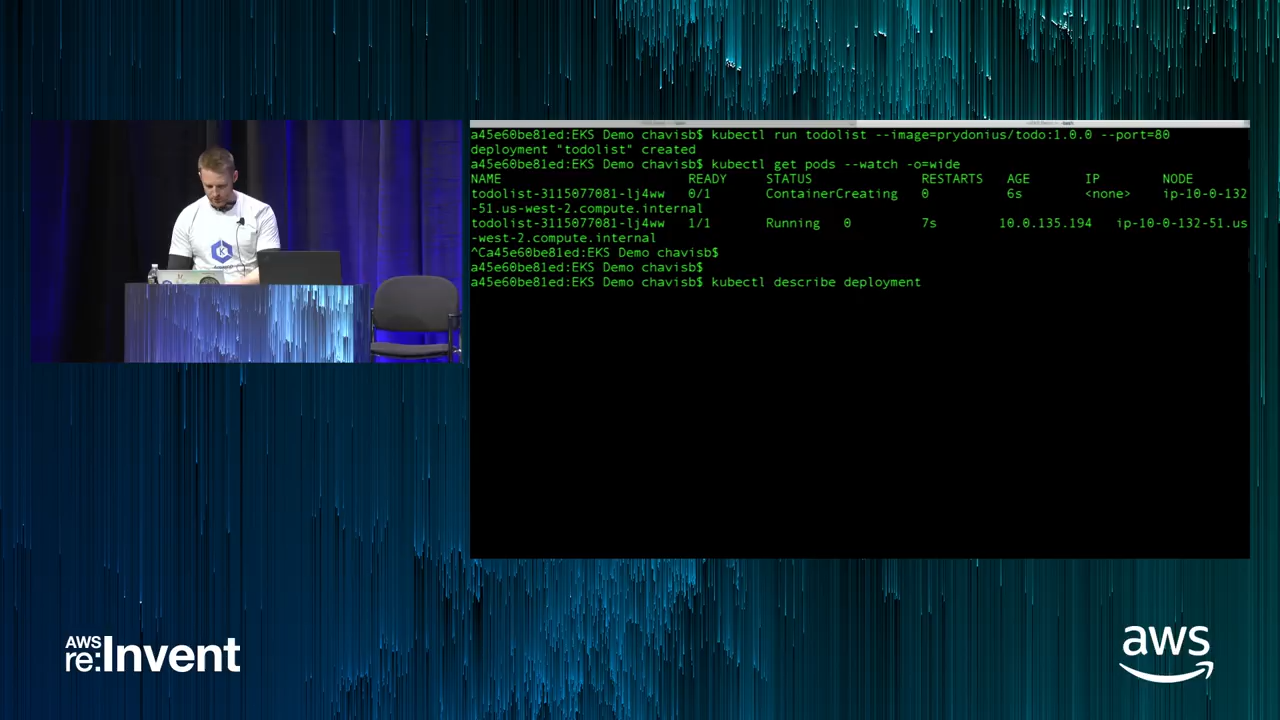 a45e60be81ed:EKS Demo chavisb$ kubectl run todolist --image=prydonius/todo:1.0.0 --port=80
deployment "todolist" created
a45e60be81ed:EKS Demo chavisb$ kubectl get pods --watch -o=wide
NAME READY STATUS RESTARTS AGE IP NODE
todolist-3115077081-lj4ww 0/1 ContainerCreating 0 6s <none> ip-10-0-132
-51.us-west-2.compute.internal
todolist-3115077081-lj4ww 1/1 Running 0 7s 10.0.135.194 ip-10-0-132-51.us
-west-2.compute.internal
^Ca45e60be81ed:EKS Demo chavisb$
a45e60be81ed:EKS Demo chavisb$
a45e60be81ed:EKS Demo chavisb$ kubectl describe deployment
K
AWS
re:Invent
aws